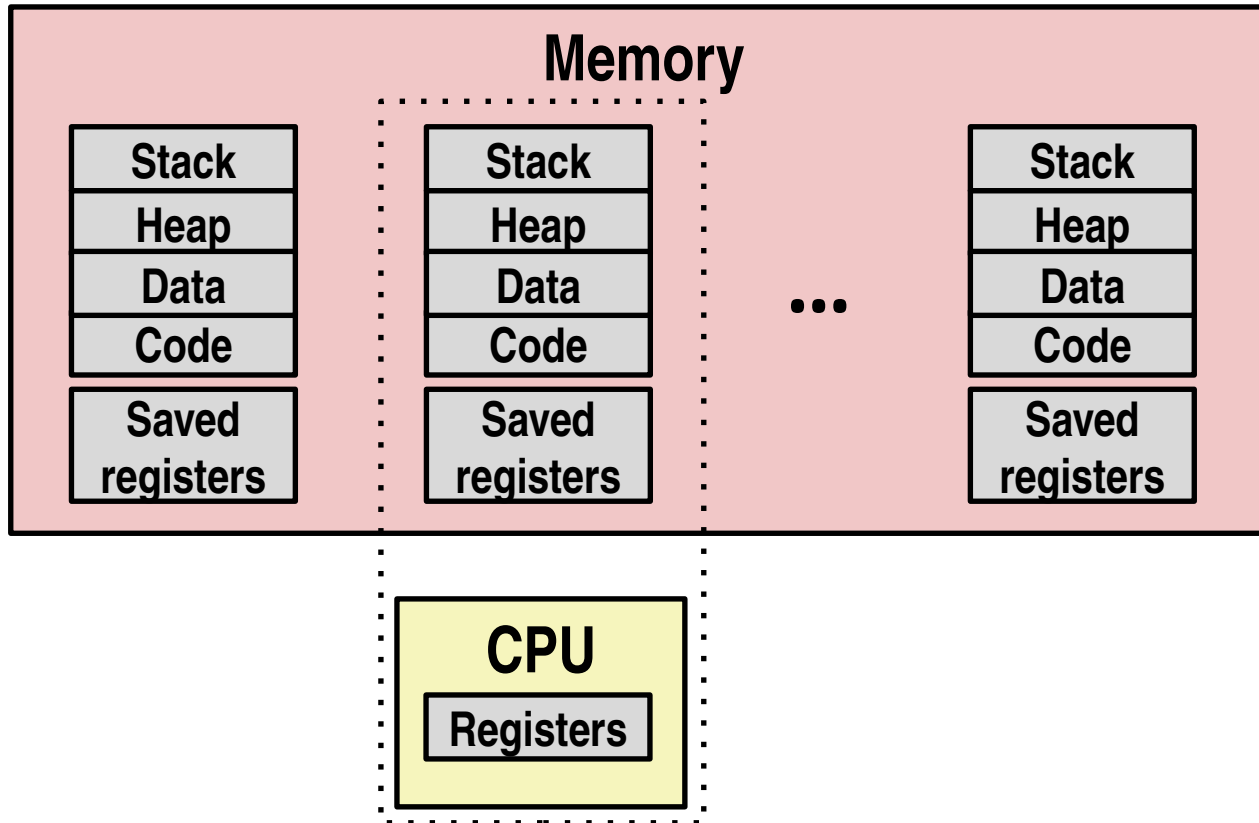 Memory
Stack
Heap
Data
Code
Saved
registers
Stack
Heap
Data
Code
Saved
registers
...
Stack
Heap
Data
Code
Saved
registers
CPU
Registers